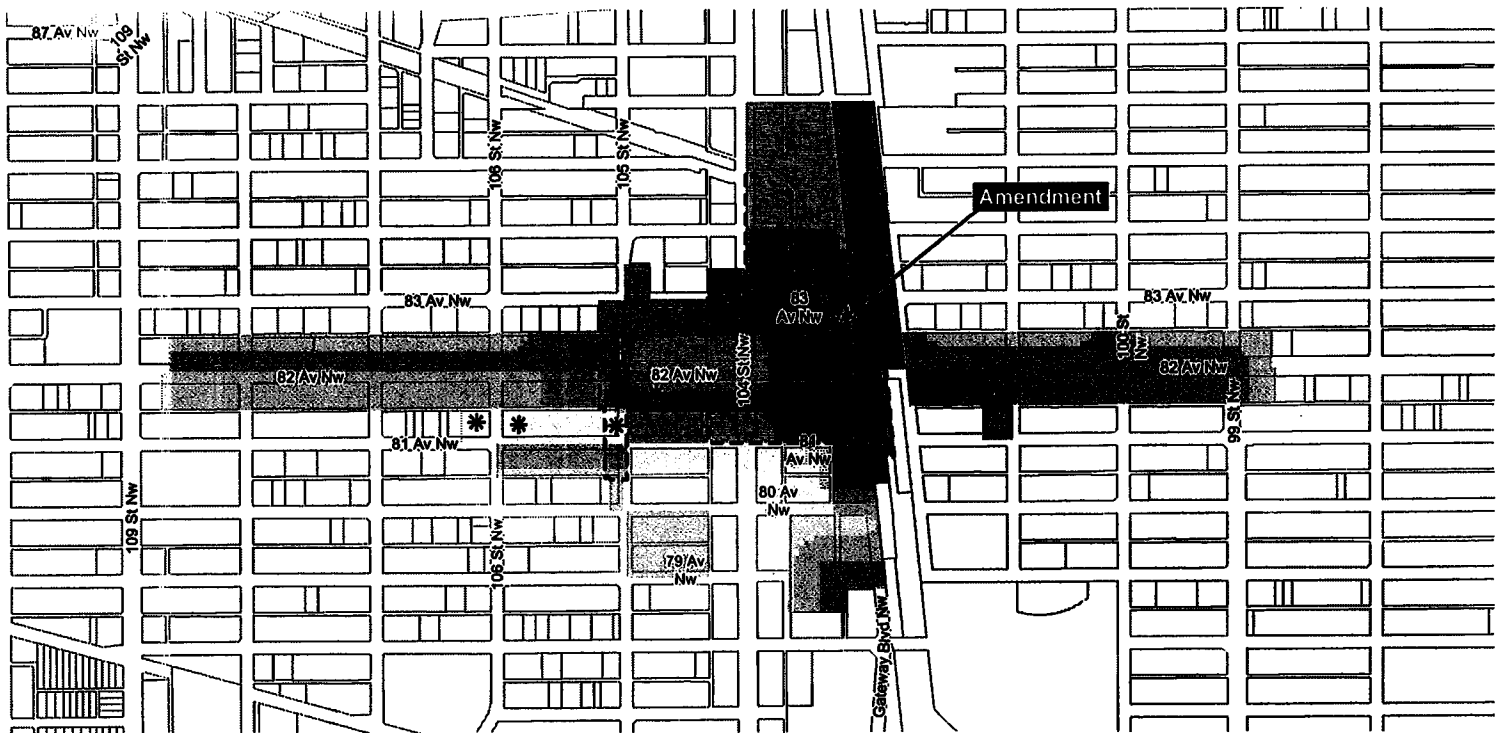 87 Av Nw
109
St Nw
106 St Nw
105 St Nw
Amendment
83 Av Nw
83
Av Nw
83 Av Nw
100 St
Nw
82 Av Nw
82 Av Nw
104 St Nw
82 Av Nw
99 St Nw
81 Av Nw
81
Av Nw
80 Av
Nw
109 St Nw
106 St Nw
79 Av
Nw
Gateway Blvd Nw